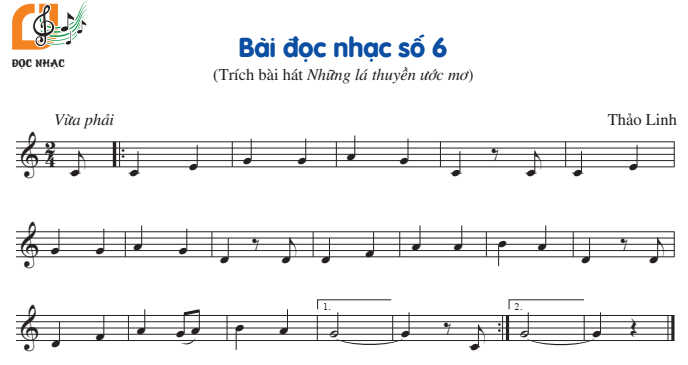 ĐỌC NHẠC
Bài đọc nhạc số 6
(Trích bài hát Những lá thuyền ước mơ)
Vừa phải
Thảo Linh
2
4
1.
2.